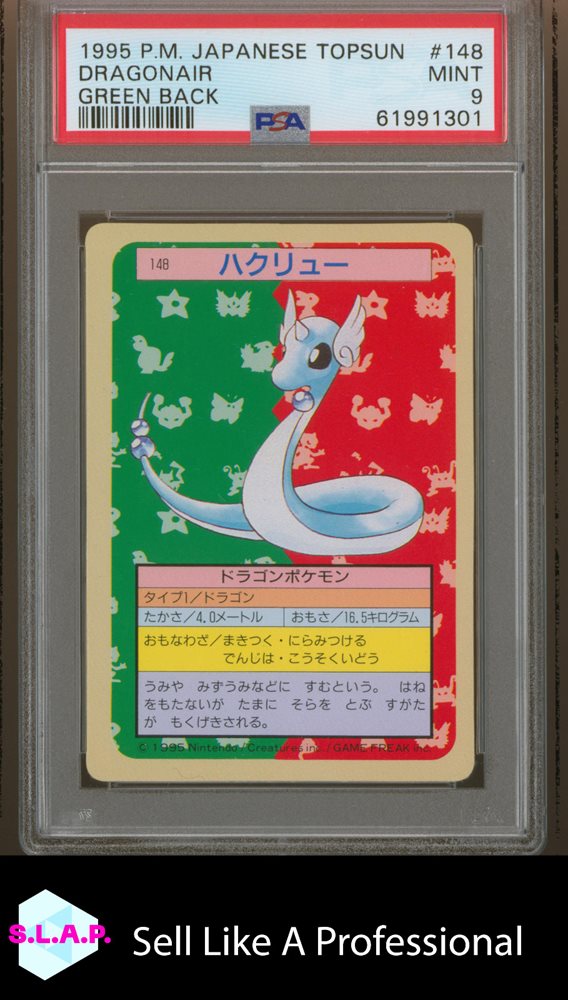 1995 P.M. JAPANESE TOPSUN #148
DRAGONAIR MINT
GREEN BACK 9
PSA 61991301
148 ハクリュー
ドラゴンポケモン
タイプ1/ドラゴン
たかさ/4.0メートル おもさ/16.5キログラム
おもなわざ/まきつく・にらみつける
でんじは・こうそくいどう
うみや みずうみなどに すむという。 はね
をもたないが たまに そらを とぶ すがた
が もくげきされる。
© 1995 Nintendo/Creatures inc./GAME FREAK inc.
S.L.A.P. Sell Like A Professional